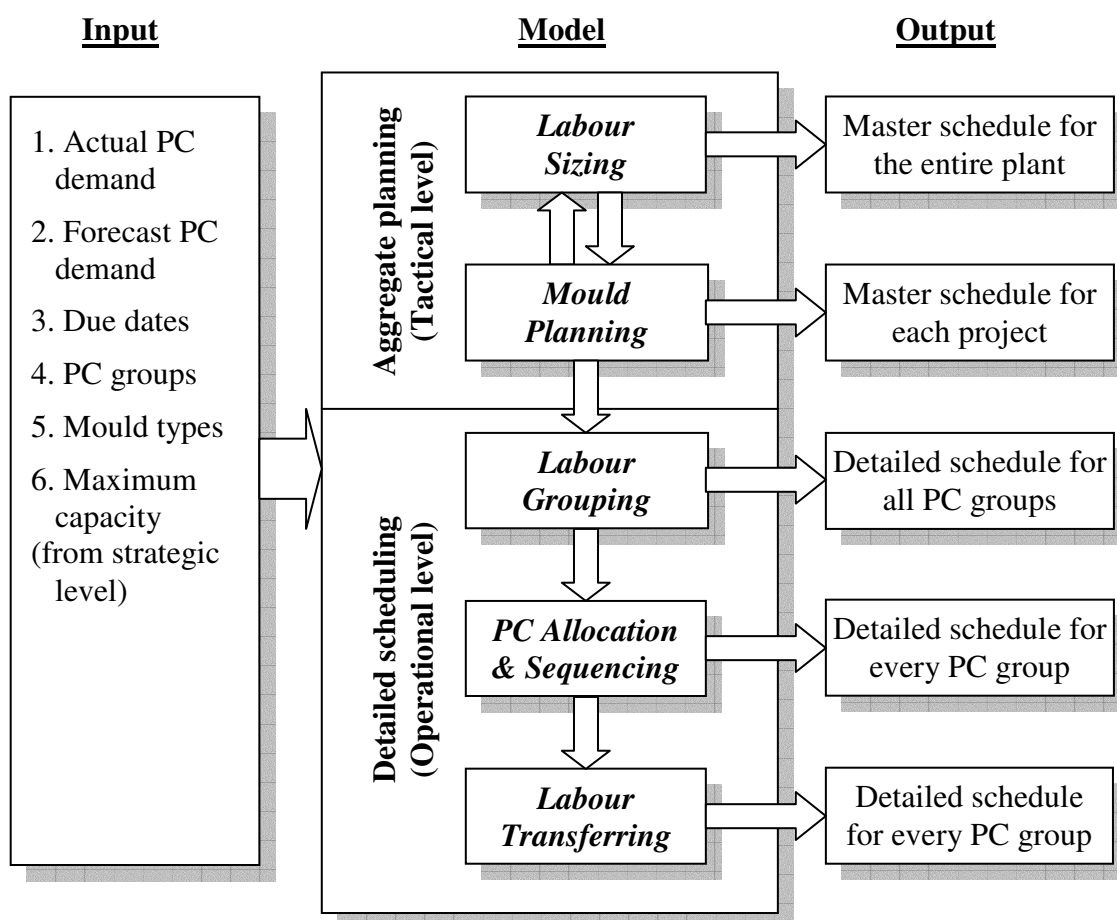 Input
Model
Output
1. Actual PC
demand
2. Forecast PC
demand
3. Due dates
4. PC groups
5. Mould types
6. Maximum
capacity
(from strategic
level)
Aggregate planning
(Tactical level)
Labour
Sizing
Mould
Planning
Detailed scheduling
(Operational level)
Labour
Grouping
PC Allocation
& Sequencing
Labour
Transferring
Master schedule for
the entire plant
Master schedule for
each project
Detailed schedule for
all PC groups
Detailed schedule for
every PC group
Detailed schedule
for every PC group